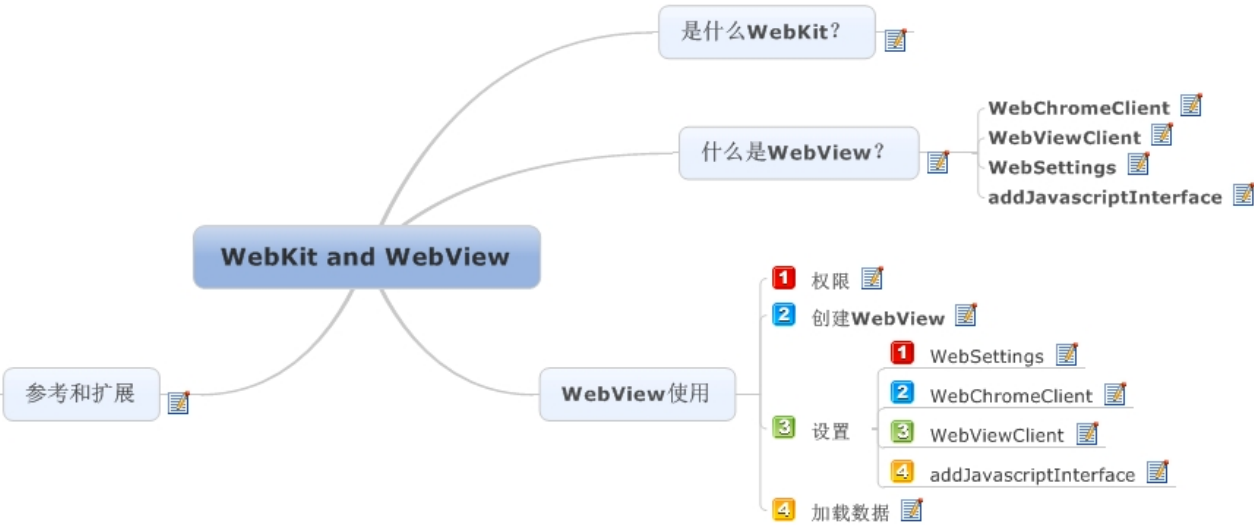 是什么WebKit？
什么是WebView？
WebChromeClient
WebViewClient
WebSettings
addJavascriptInterface
WebKit and WebView
参考和扩展
WebView使用
1 权限
2 创建WebView
3 设置
1 WebSettings
2 WebChromeClient
3 WebViewClient
4 addJavascriptInterface
4 加载数据